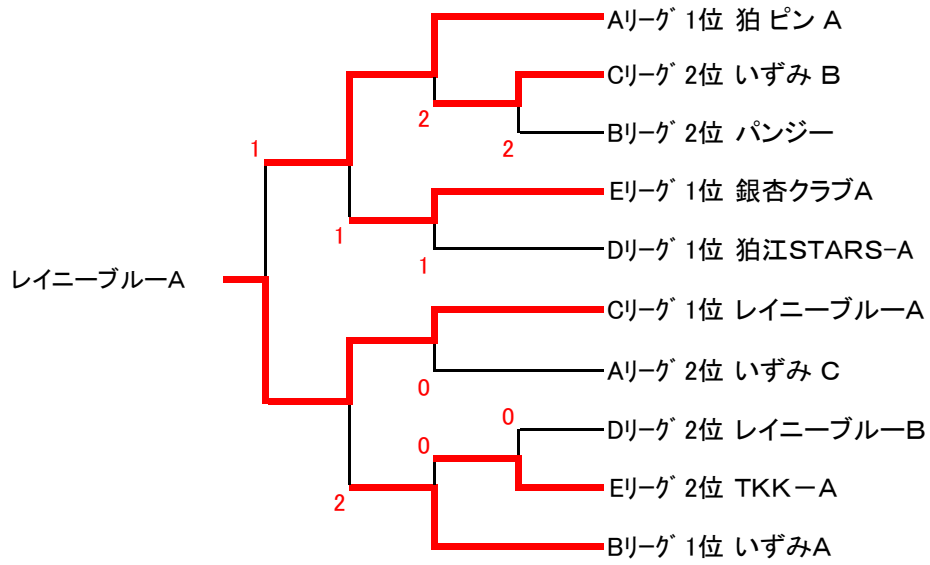 Aﾘｰｸﾞ 1位 狛 ピン A
Cﾘｰｸﾞ 2位 いずみ B
2
Bﾘｰｸﾞ 2位 パンジー
2
1
Eﾘｰｸﾞ 1位 銀杏クラブA
1
Dﾘｰｸﾞ 1位 狛江STARS-A
1
レイニーブルーA
Cﾘｰｸﾞ 1位 レイニーブルーA
Aﾘｰｸﾞ 2位 いずみ C
0
0
Dﾘｰｸﾞ 2位 レイニーブルーB
0
Eﾘｰｸﾞ 2位 TKK－A
2
Bﾘｰｸﾞ 1位 いずみA